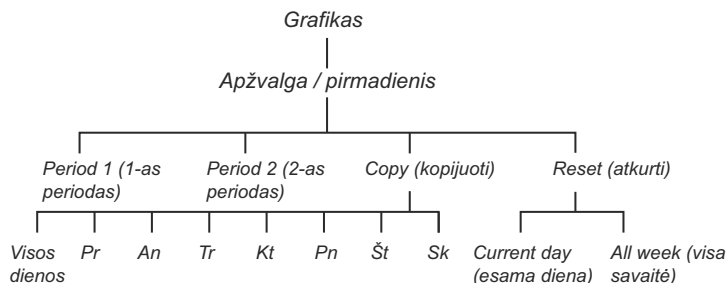 Grafikas
Apžvalga / pirmadienis
Period 1 (1-as
periodas)
Period 2 (2-as
periodas)
Copy (kopijuoti)
Reset (atkurti)
Visos
dienos
Pr
An
Tr
Kt
Pn
Št
Sk
Current day
(esama diena)
All week (visa
savaitė)